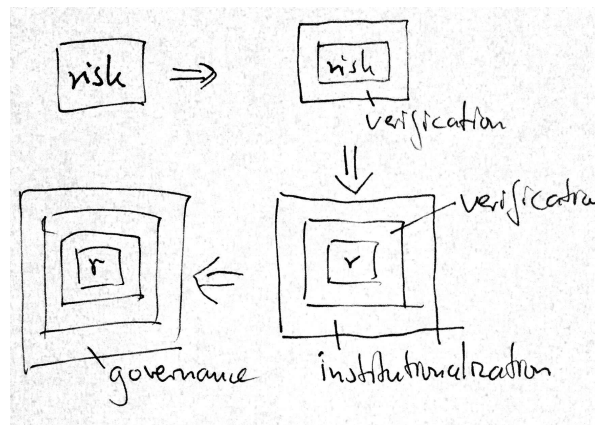 risk
risk
verification
verification
r
r
governance
institutionalization